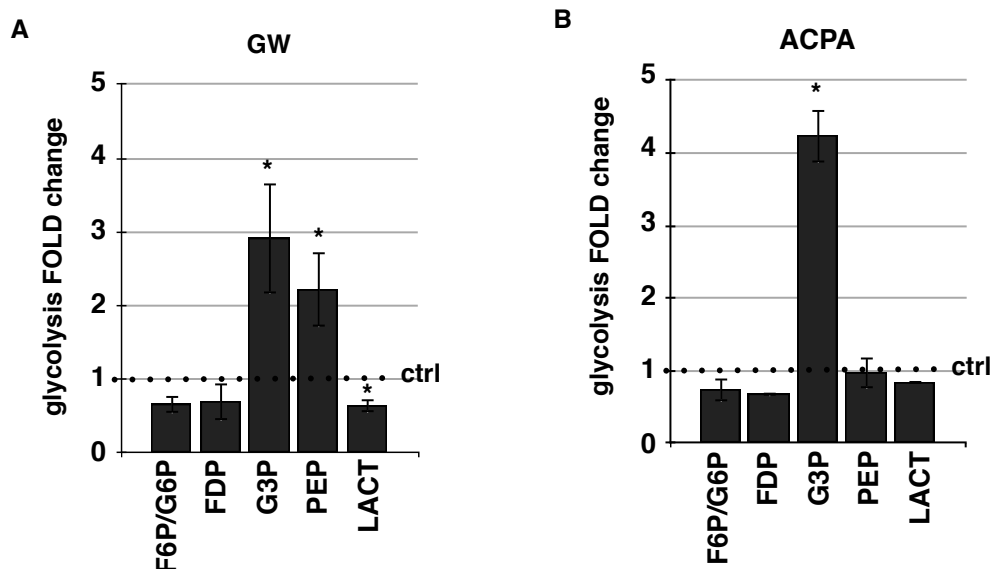 A
GW
glycolysis FOLD change
5
4
3
2
1
0
*
*
*
ctrl
F6P/G6P
FDP
G3P
PEP
LACT
B
ACPA
glycolysis FOLD change
5
4
3
2
1
0
*
ctrl
F6P/G6P
FDP
G3P
PEP
LACT